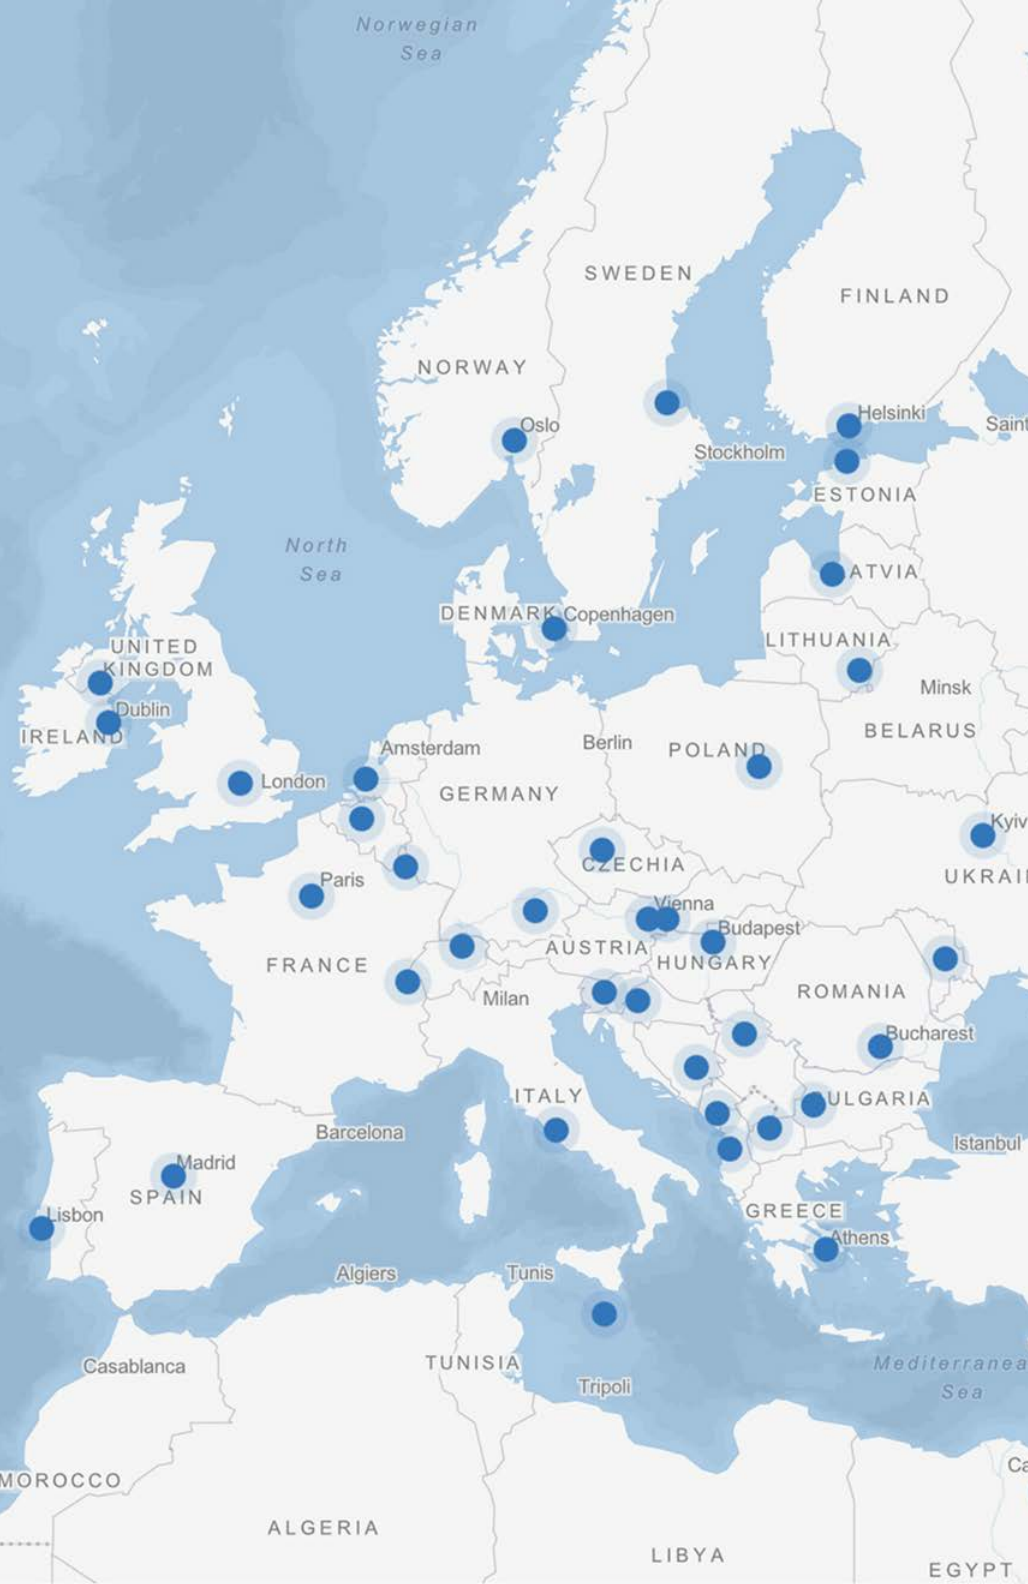 Norwegian
Sea
SWEDEN
FINLAND
NORWAY
Helsinki
Oslo
Saint
Stockholm
ESTONIA
North
Sea
ATVIA
DENMARK
Copenhagen
LITHUANIA
UNITED
KINGDOM
Minsk
Dublin
BELARUS
IRELAND
Berlin
Amsterdam
POLAND
London
GERMANY
Kyiv
CZECHIA
UKRAI
Paris
Vienna
Budapest
AUSTRIA
HUNGARY
FRANCE
ROMANIA
Milan
Bucharest
ITALY
ULGARIA
Barcelona
Istanbul
Madrid
SPAIN
GREECE
Lisbon
Athens
Algiers
Tunis
Casablanca
TUNISIA
Mediterranea
Sea
Tripoli
Ca
MOROCCO
ALGERIA
LIBYA
EGYPT